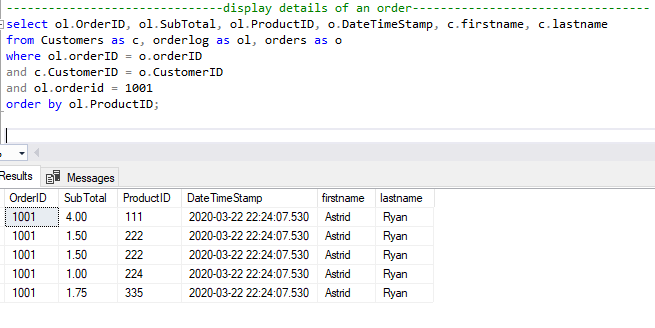 ---------------------------display details of an order------------------------------
select ol.OrderID, ol.SubTotal, ol.ProductID, o.DateTimeStamp, c.firstname, c.lastname
from Customers as c, orderlog as ol, orders as o
where ol.orderID = o.orderID
and c.CustomerID = o.CustomerID
and ol.orderid = 1001
order by ol.ProductID;
Results Messages
OrderID SubTotal ProductID DateTimeStamp firstname lastname
1001 4.00 111 2020-03-22 22:24:07.530 Astrid Ryan
1001 1.50 222 2020-03-22 22:24:07.530 Astrid Ryan
1001 1.50 222 2020-03-22 22:24:07.530 Astrid Ryan
1001 1.00 224 2020-03-22 22:24:07.530 Astrid Ryan
1001 1.75 335 2020-03-22 22:24:07.530 Astrid Ryan